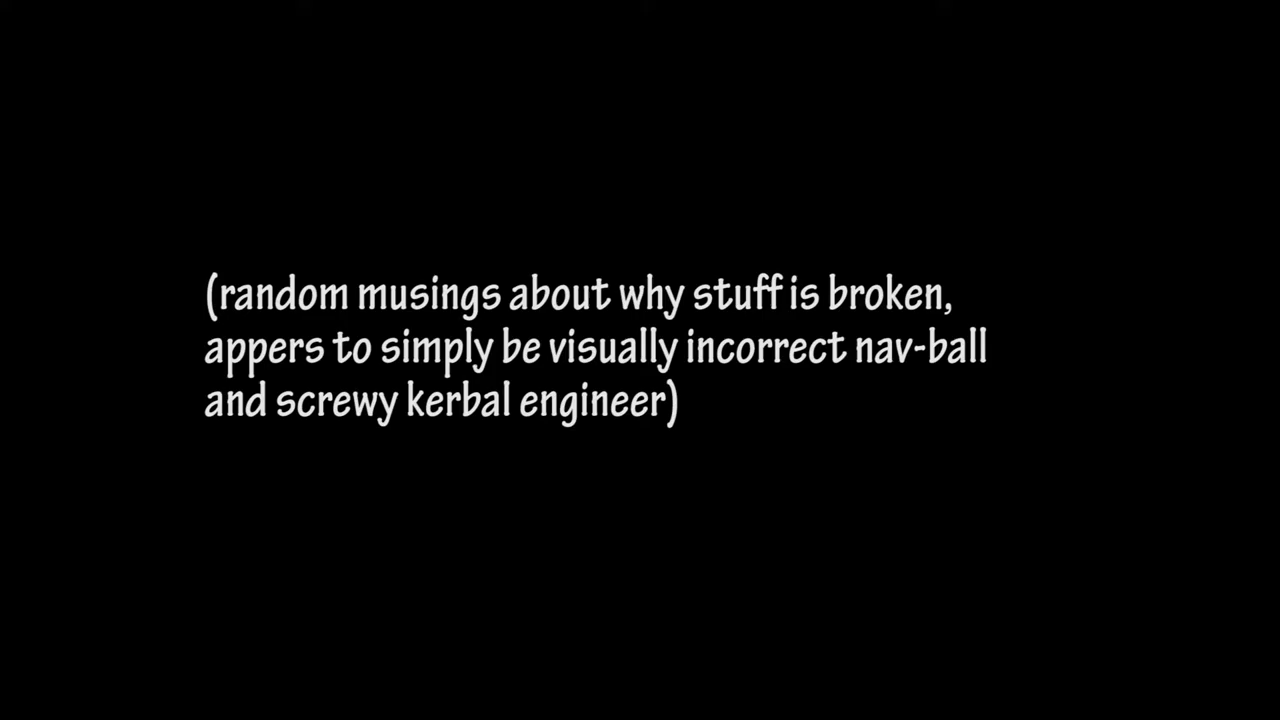 (random musings about why stuff is broken,
appers to simply be visually incorrect nav-ball
and screwy kerbal engineer)